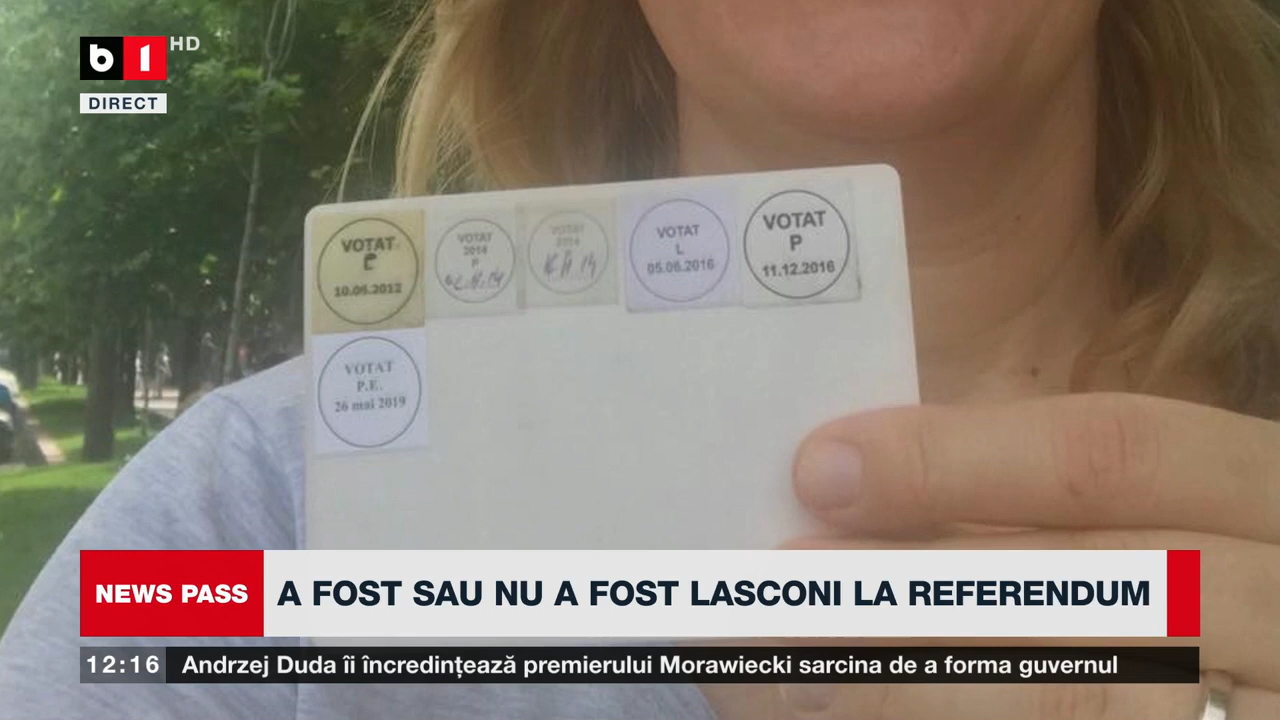 b1 HD
DIRECT
VOTAT
10.06.2012
VOTAT
2014
P
VOTAT
2014
VOTAT
L
05.06.2016
VOTAT
P
11.12.2016
VOTAT
P.E.
26 mai 2019
NEWS PASS
A FOST SAU NU A FOST LASCONI LA REFERENDUM
12:16
Andrzej Duda îi încredințează premierului Morawiecki sarcina de a forma guvernul